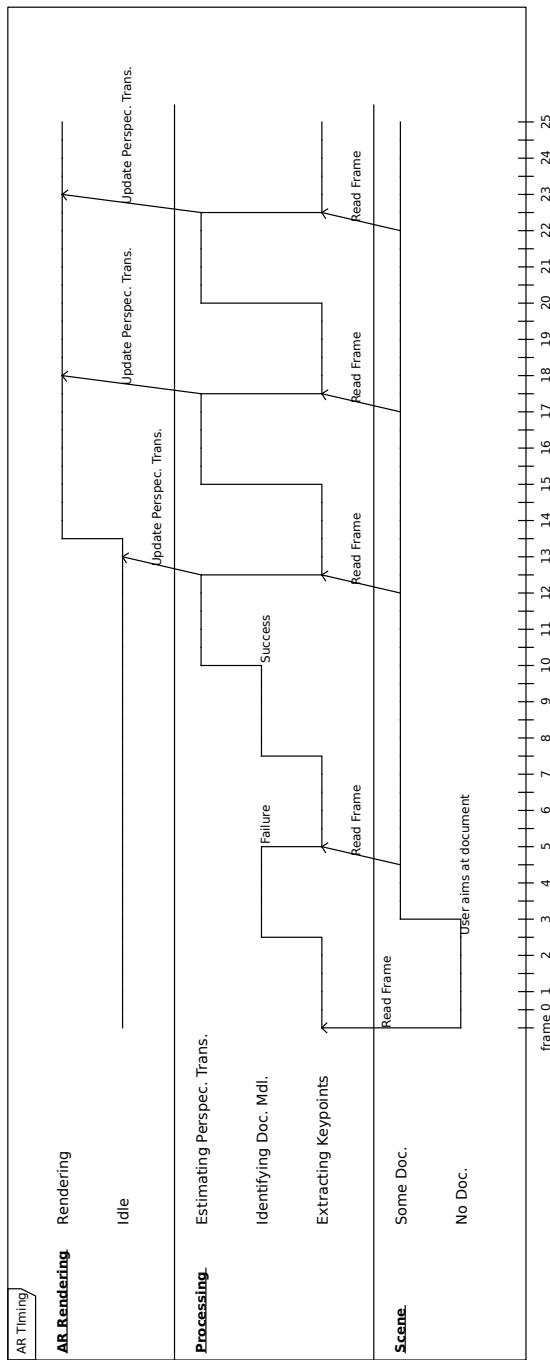 AR TIming
AR Rendering
Rendering
Idle
Update Perspec. Trans.
Update Perspec. Trans.
Update Perspec. Trans.
Processing
Estimating Perspec. Trans.
Identifying Doc. Mdl.
Extracting Keypoints
Failure
Success
Read Frame
Read Frame
Read Frame
Read Frame
Read Frame
Scene
Some Doc.
No Doc.
User aims at document
frame 0 1 2 3 4 5 6 7 8 9 10 11 12 13 14 15 16 17 18 19 20 21 22 23 24 25